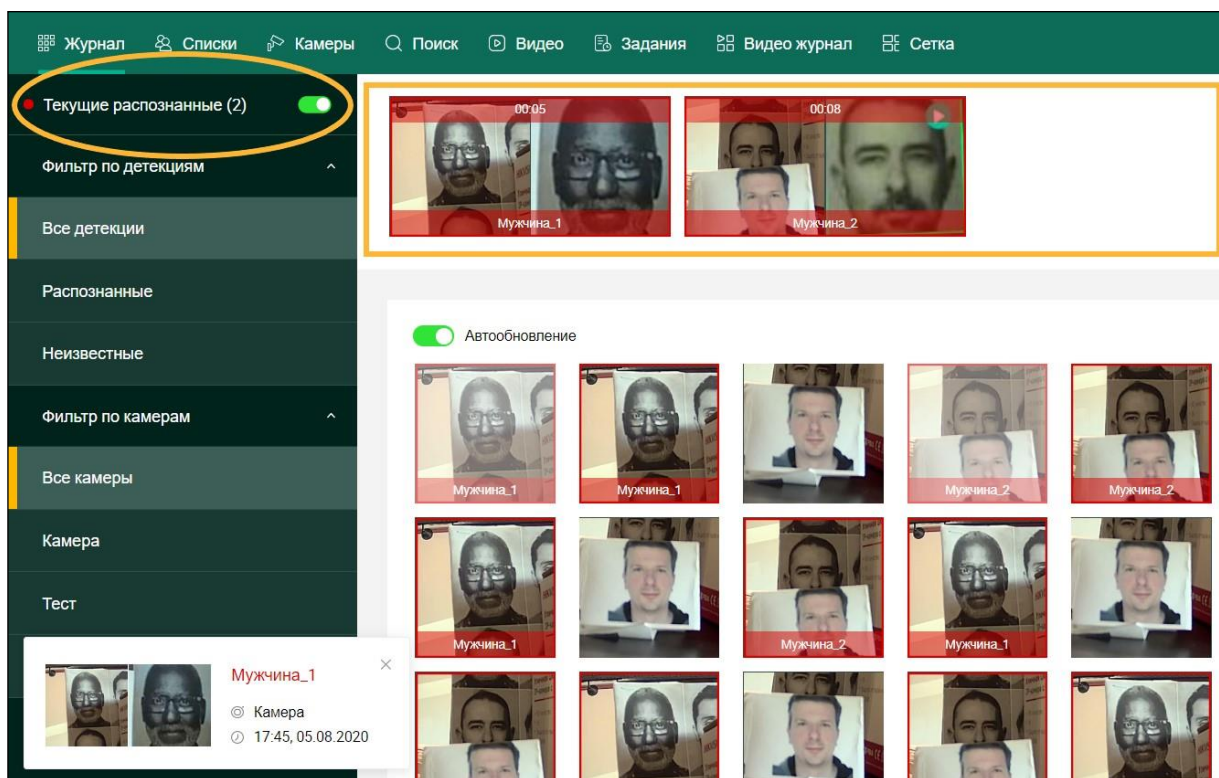 Журнал
Списки
Камеры
Поиск
Видео
Задания
Видео журнал
Сетка
Текущие распознанные (2)
Фильтр по детекциям
Все детекции
Распознанные
Неизвестные
Фильтр по камерам
Все камеры
Камера
Тест
00:05
00:08
Мужчина_1
Мужчина_2
Автообновление
Мужчина_1
Мужчина_1
Мужчина_2
Мужчина_2
Мужчина_1
Мужчина_2
Мужчина_1
Мужчина_1
Камера
17:45, 05.08.2020